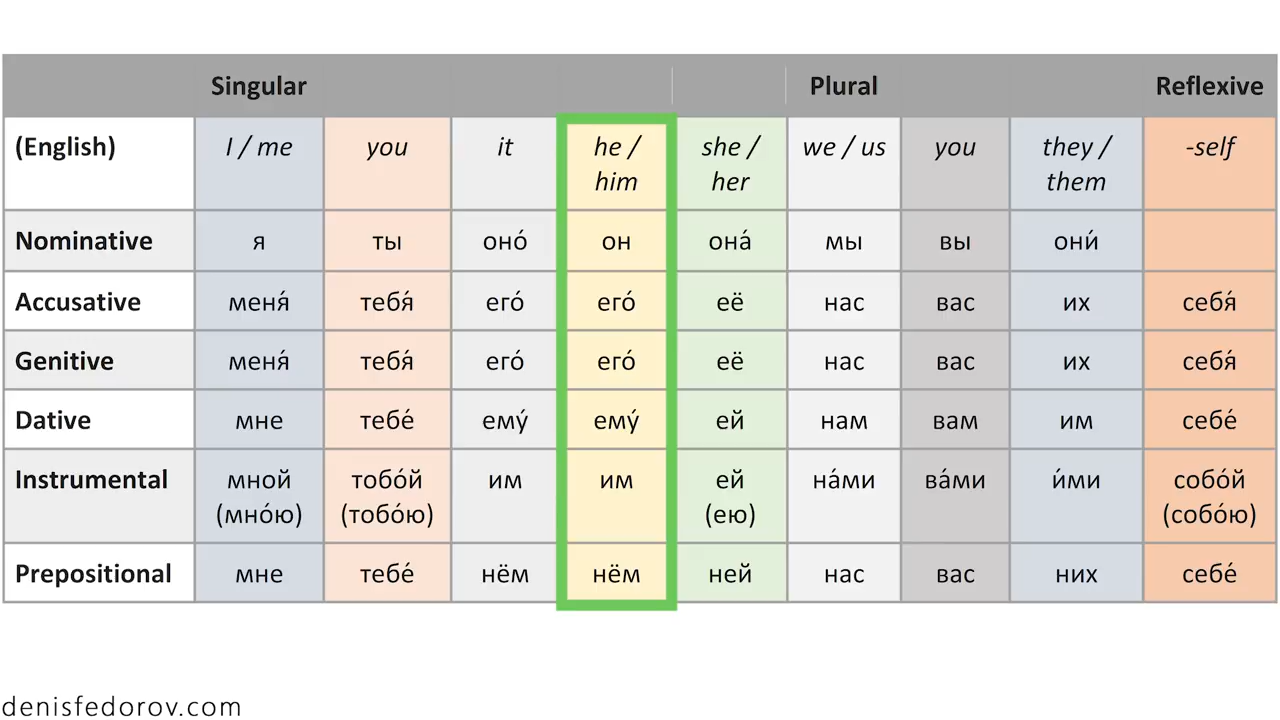 Singular Plural Reflexive
(English) I / me you it he / him she / her we / us you they / them -self
Nominative я ты оно́ он она́ мы вы они́
Accusative меня́ тебя́ его́ его́ её нас вас их себя́
Genitive меня́ тебя́ его́ его́ её нас вас их себя́
Dative мне тебе́ ему́ ему́ ей нам вам им себе́
Instrumental мной (мно́ю) тобо́й (тобо́ю) им им ей (ею) на́ми ва́ми и́ми собо́й (собо́ю)
Prepositional мне тебе́ нём нём ней нас вас них себе́
denisfedorov.com